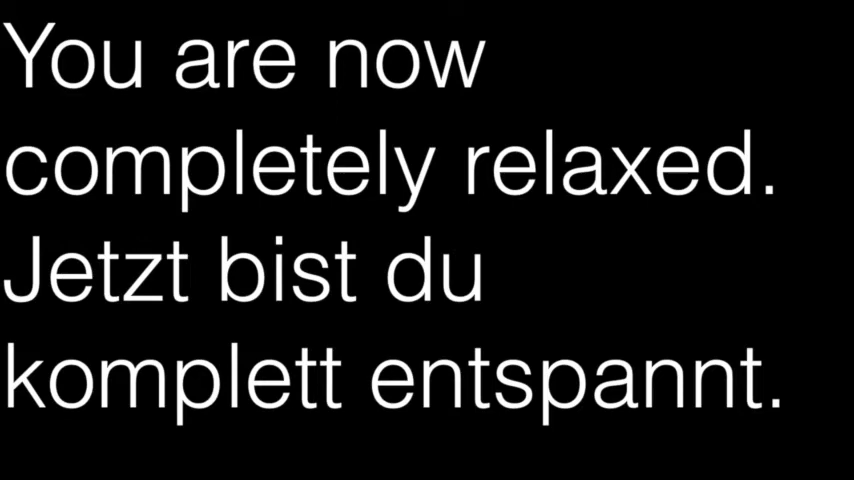 You are now
completely relaxed.
Jetzt bist du
komplett entspannt.